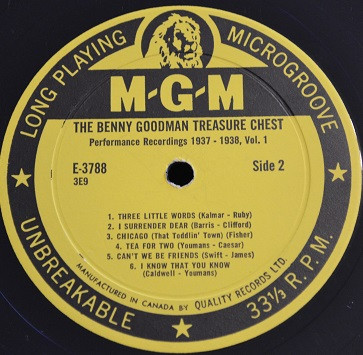 LONG PLAYING MICROGROOVE
M-G-M
THE BENNY GOODMAN TREASURE CHEST
Performance Recordings 1937 - 1938, Vol. 1
E-3788 Side 2
3E9
1. THREE LITTLE WORDS (Kalmar - Ruby)
2. I SURRENDER DEAR (Barris - Clifford)
3. CHICAGO (That Toddlin' Town) (Fisher)
4. TEA FOR TWO (Youmans - Caesar)
5. CAN'T WE BE FRIENDS (Swift - James)
6. I KNOW THAT YOU KNOW
(Caldwell - Youmans)
MANUFACTURED IN CANADA BY QUALITY RECORDS LTD.
UNBREAKABLE 33⅓ R.P.M.